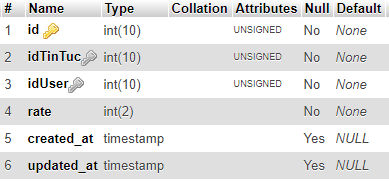 # Name Type Collation Attributes Null Default
1 id int(10) UNSIGNED No None
2 idTinTuc int(10) UNSIGNED No None
3 idUser int(10) UNSIGNED No None
4 rate int(2) No None
5 created_at timestamp Yes NULL
6 updated_at timestamp Yes NULL